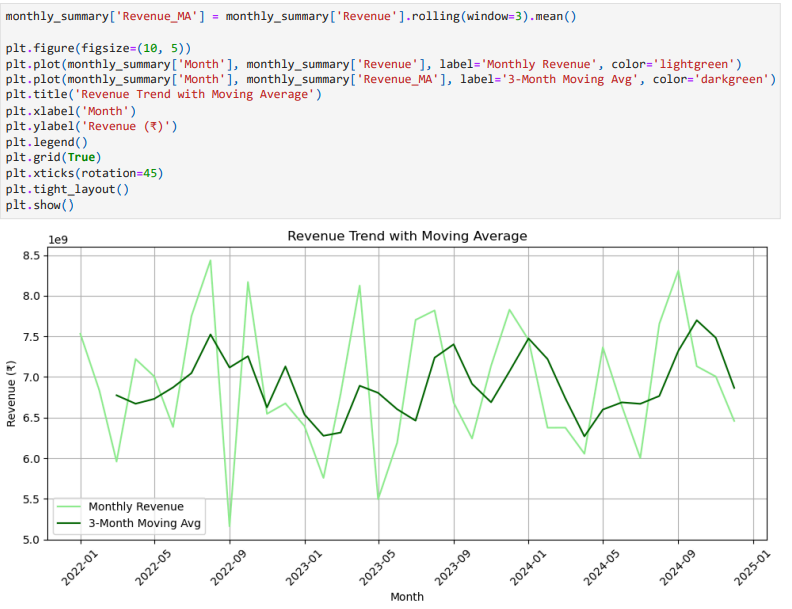 monthly_summary['Revenue_MA'] = monthly_summary['Revenue'].rolling(window=3).mean()
plt.figure(figsize=(10, 5))
plt.plot(monthly_summary['Month'], monthly_summary['Revenue'], label='Monthly Revenue', color='lightgreen')
plt.plot(monthly_summary['Month'], monthly_summary['Revenue_MA'], label='3-Month Moving Avg', color='darkgreen')
plt.title('Revenue Trend with Moving Average')
plt.xlabel('Month')
plt.ylabel('Revenue (₹)')
plt.legend()
plt.grid(True)
plt.xticks(rotation=45)
plt.tight_layout()
plt.show()
Revenue Trend with Moving Average
1e9
8.5
8.0
7.5
7.0
6.5
6.0
5.5
5.0
Revenue (₹)
Monthly Revenue
3-Month Moving Avg
2022-01
2022-05
2022-09
2023-01
2023-05
2023-09
2024-01
2024-05
2024-09
2025-01
Month